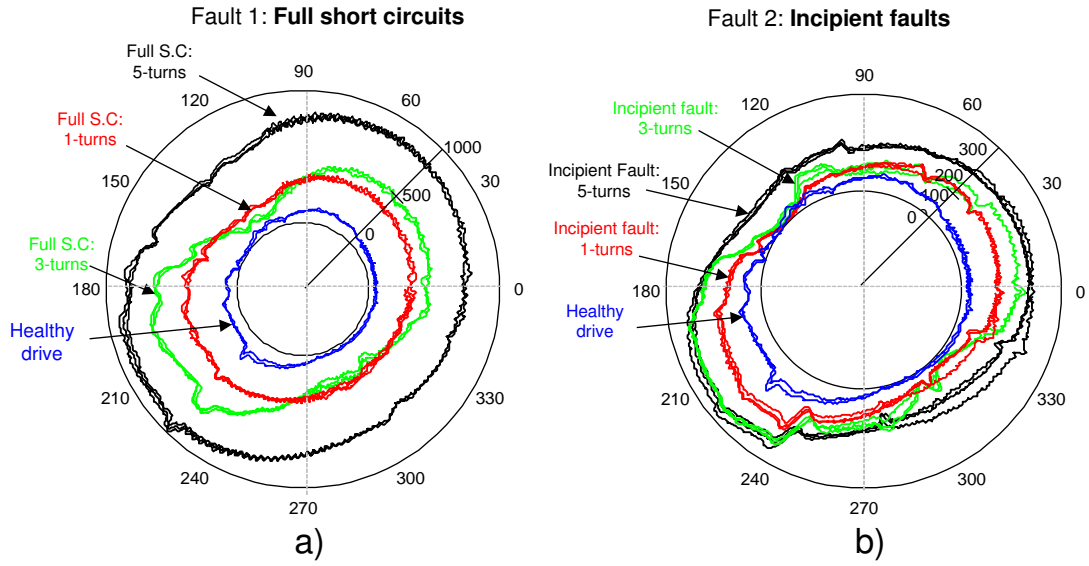 Fault 1: Full short circuits
Full S.C:
5-turns
Full S.C:
1-turns
Full S.C:
3-turns
Healthy
drive
90
60
30
0
330
300
270
240
210
180
150
120
1000
500
0
a)
Fault 2: Incipient faults
Incipient fault:
3-turns
Incipient Fault:
5-turns
Incipient fault:
1-turns
Healthy
drive
90
60
30
0
330
300
270
240
210
180
150
120
300
200
100
0
b)